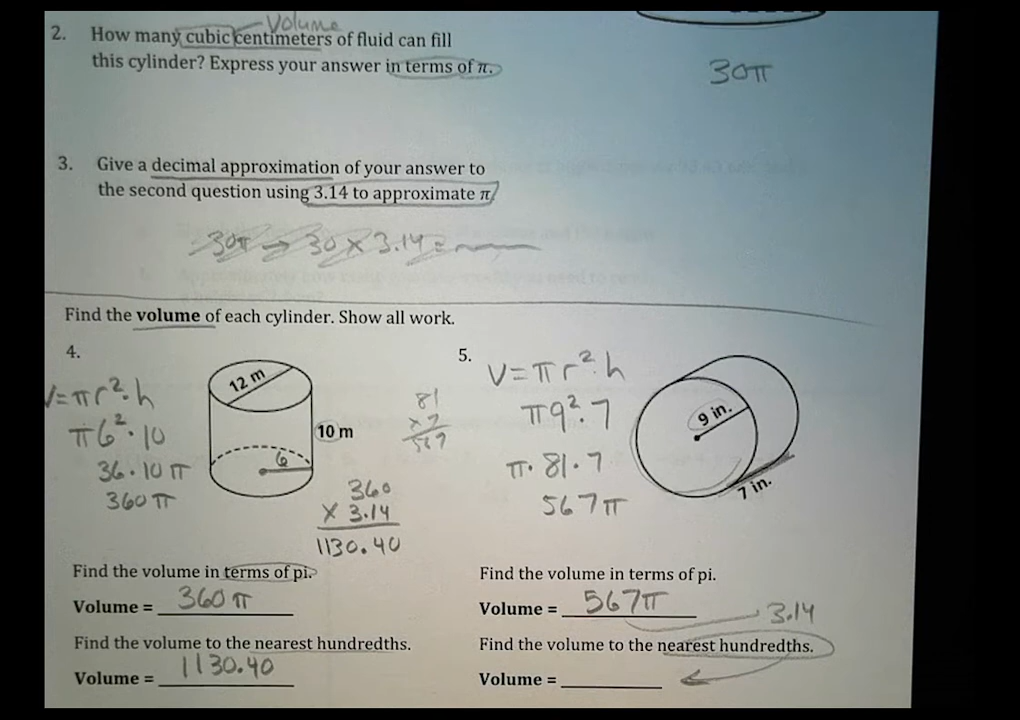 Volume
2. How many cubic centimeters of fluid can fill
this cylinder? Express your answer in terms of π.
30π
3. Give a decimal approximation of your answer to
the second question using 3.14 to approximate π
30π → 30 x 3.14 =
Find the volume of each cylinder. Show all work.
4.
V=πr²·h
π6²·10
36·10π
360π
12 m
10 m
6
360
x 3.14
1130.40
5.
V=πr²·h
π9²·7
π·81·7
567π
81
x 7
567
9 in.
7 in.
Find the volume in terms of pi.
Volume = 360π
Find the volume to the nearest hundredths.
Volume = 1130.40
Find the volume in terms of pi.
Volume = 567π
3.14
Find the volume to the nearest hundredths.
Volume =